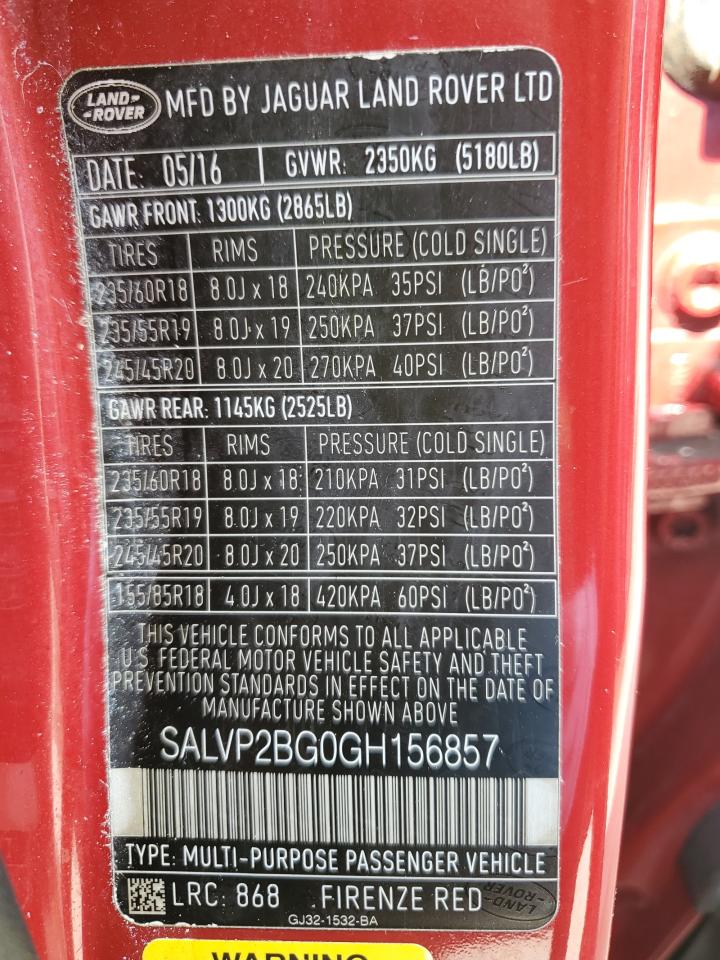 LAND-
-ROVER
MFD BY JAGUAR LAND ROVER LTD
DATE: 05/16 GVWR: 2350KG (5180LB)
GAWR FRONT: 1300KG (2865LB)
TIRES RIMS PRESSURE (COLD SINGLE)
235/60R18 8.0J x 18 240KPA 35PSI (LB/PO²)
235/55R19 8.0J x 19 250KPA 37PSI (LB/PO²)
245/45R20 8.0J x 20 270KPA 40PSI (LB/PO²)
GAWR REAR: 1145KG (2525LB)
TIRES RIMS PRESSURE (COLD SINGLE)
235/60R18 8.0J x 18 210KPA 31PSI (LB/PO²)
235/55R19 8.0J x 19 220KPA 32PSI (LB/PO²)
245/45R20 8.0J x 20 250KPA 37PSI (LB/PO²)
155/85R18 4.0J x 18 420KPA 60PSI (LB/PO²)
THIS VEHICLE CONFORMS TO ALL APPLICABLE
U.S. FEDERAL MOTOR VEHICLE SAFETY AND THEFT
PREVENTION STANDARDS IN EFFECT ON THE DATE OF
MANUFACTURE SHOWN ABOVE
SALVP2BG0GH156857
TYPE: MULTI-PURPOSE PASSENGER VEHICLE
LRC: 868 FIRENZE RED
LAND-
-ROVER
GJ32-1532-BA
WARNING